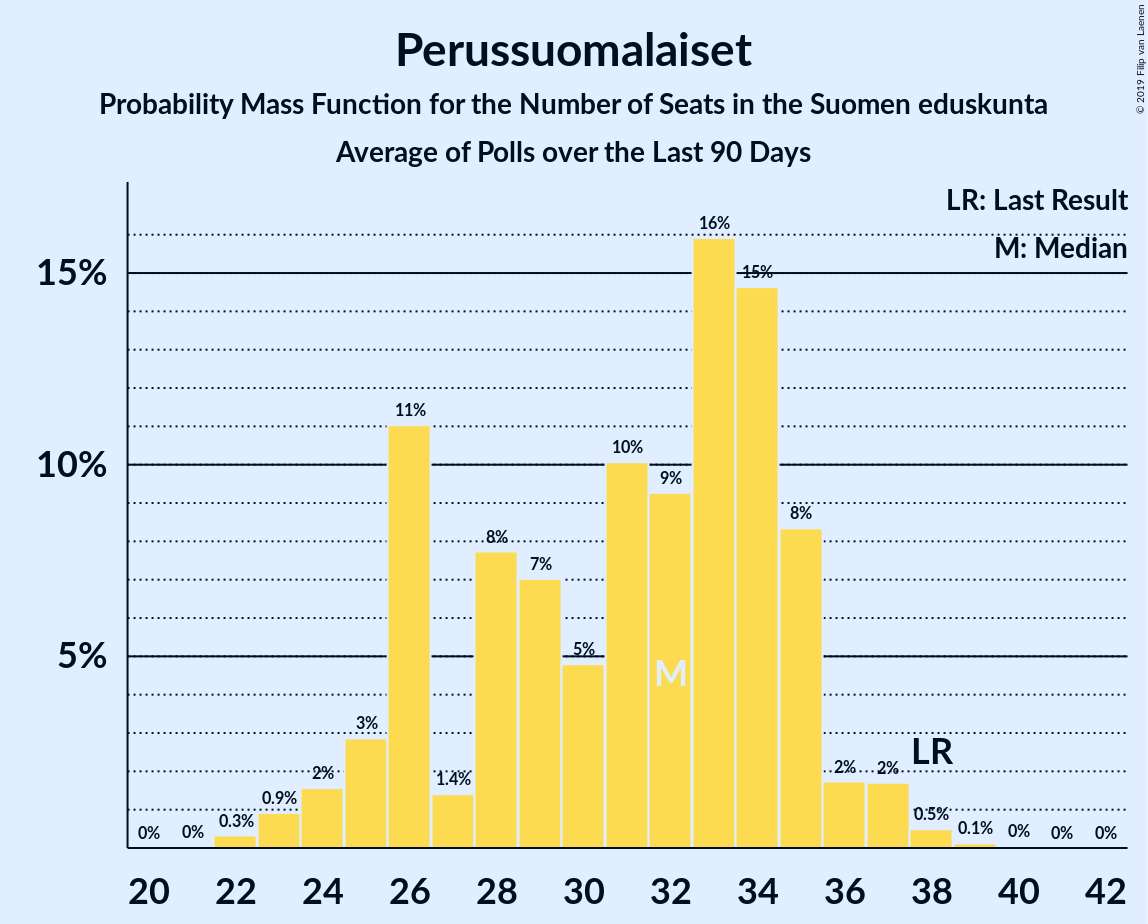 Perussuomalaiset
Probability Mass Function for the Number of Seats in the Suomen eduskunta
Average of Polls over the Last 90 Days
© 2019 Filip van Laenen
LR: Last Result
M: Median
15%
10%
5%
0% 0% 0.3% 0.9% 2% 3% 11% 1.4% 8% 7% 5% 10% 9% 16% 15% 8% 2% 2% 0.5% 0.1% 0% 0% 0%
M
LR
20 22 24 26 28 30 32 34 36 38 40 42